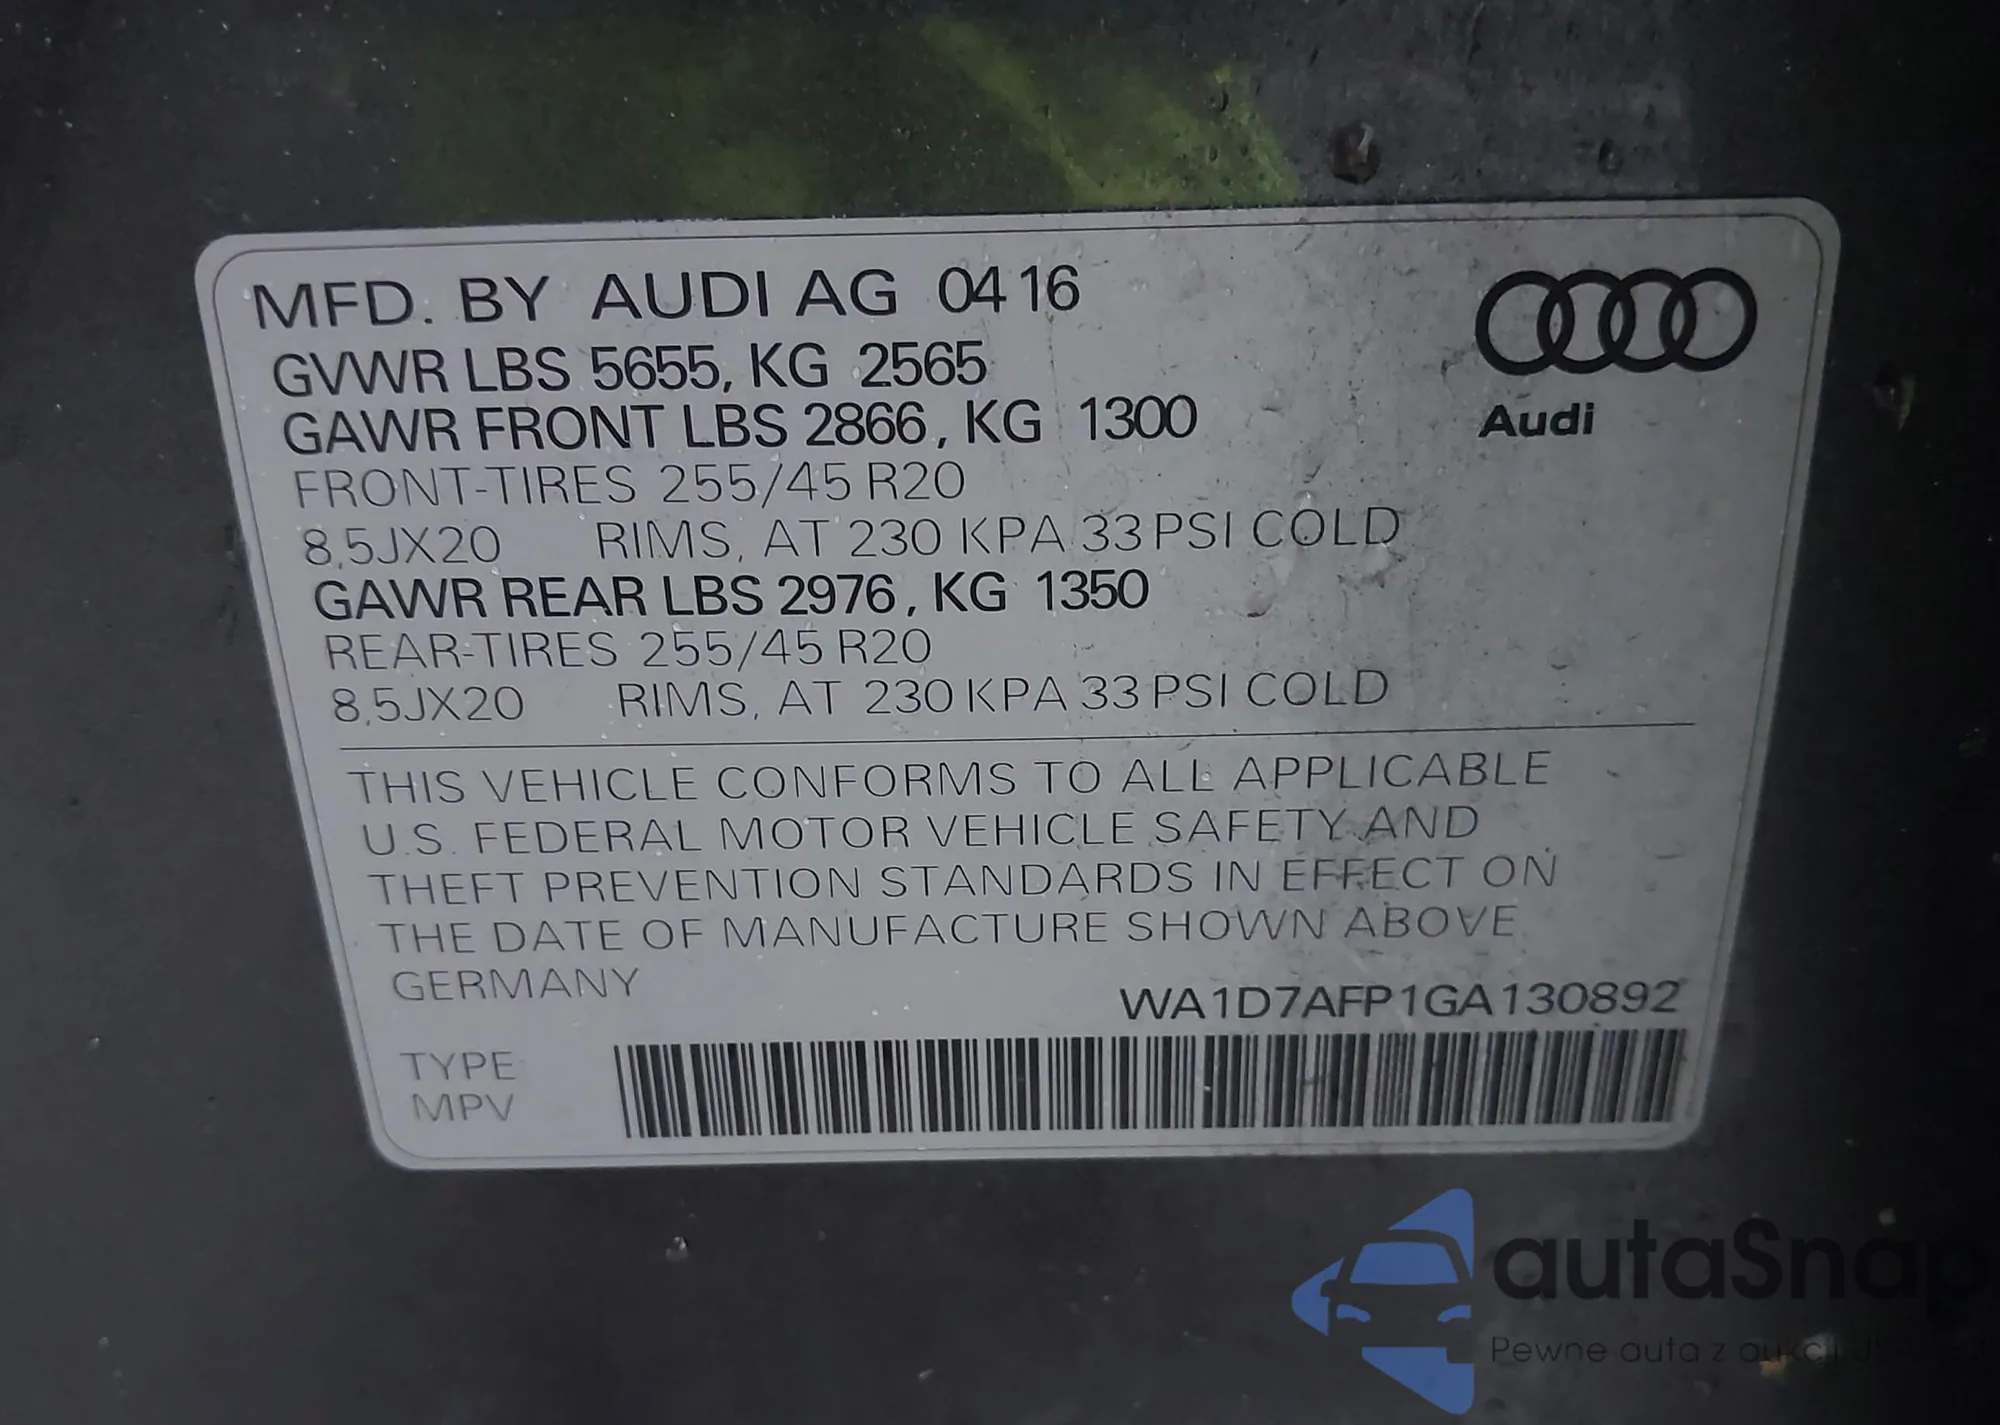 MFD. BY AUDI AG 04 16
GVWR LBS 5655, KG 2565
GAWR FRONT LBS 2866, KG 1300
FRONT-TIRES 255/45 R20
8,5JX20 RIMS, AT 230 KPA 33 PSI COLD
GAWR REAR LBS 2976, KG 1350
REAR-TIRES 255/45 R20
8,5JX20 RIMS, AT 230 KPA 33 PSI COLD
Audi
THIS VEHICLE CONFORMS TO ALL APPLICABLE
U.S. FEDERAL MOTOR VEHICLE SAFETY AND
THEFT PREVENTION STANDARDS IN EFFECT ON
THE DATE OF MANUFACTURE SHOWN ABOVE
GERMANY
WA1D7AFP1GA130892
TYPE
MPV
autaSnap
Pewne auta z aukcji